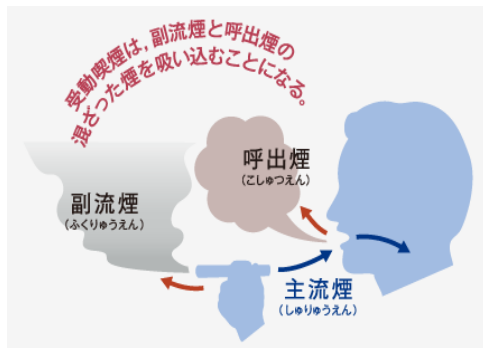 受動喫煙は，副流煙と呼出煙の
混ざった煙を吸い込むことになる。
呼出煙
（こしゅつえん）
副流煙
（ふくりゅうえん）
主流煙
（しゅりゅうえん）